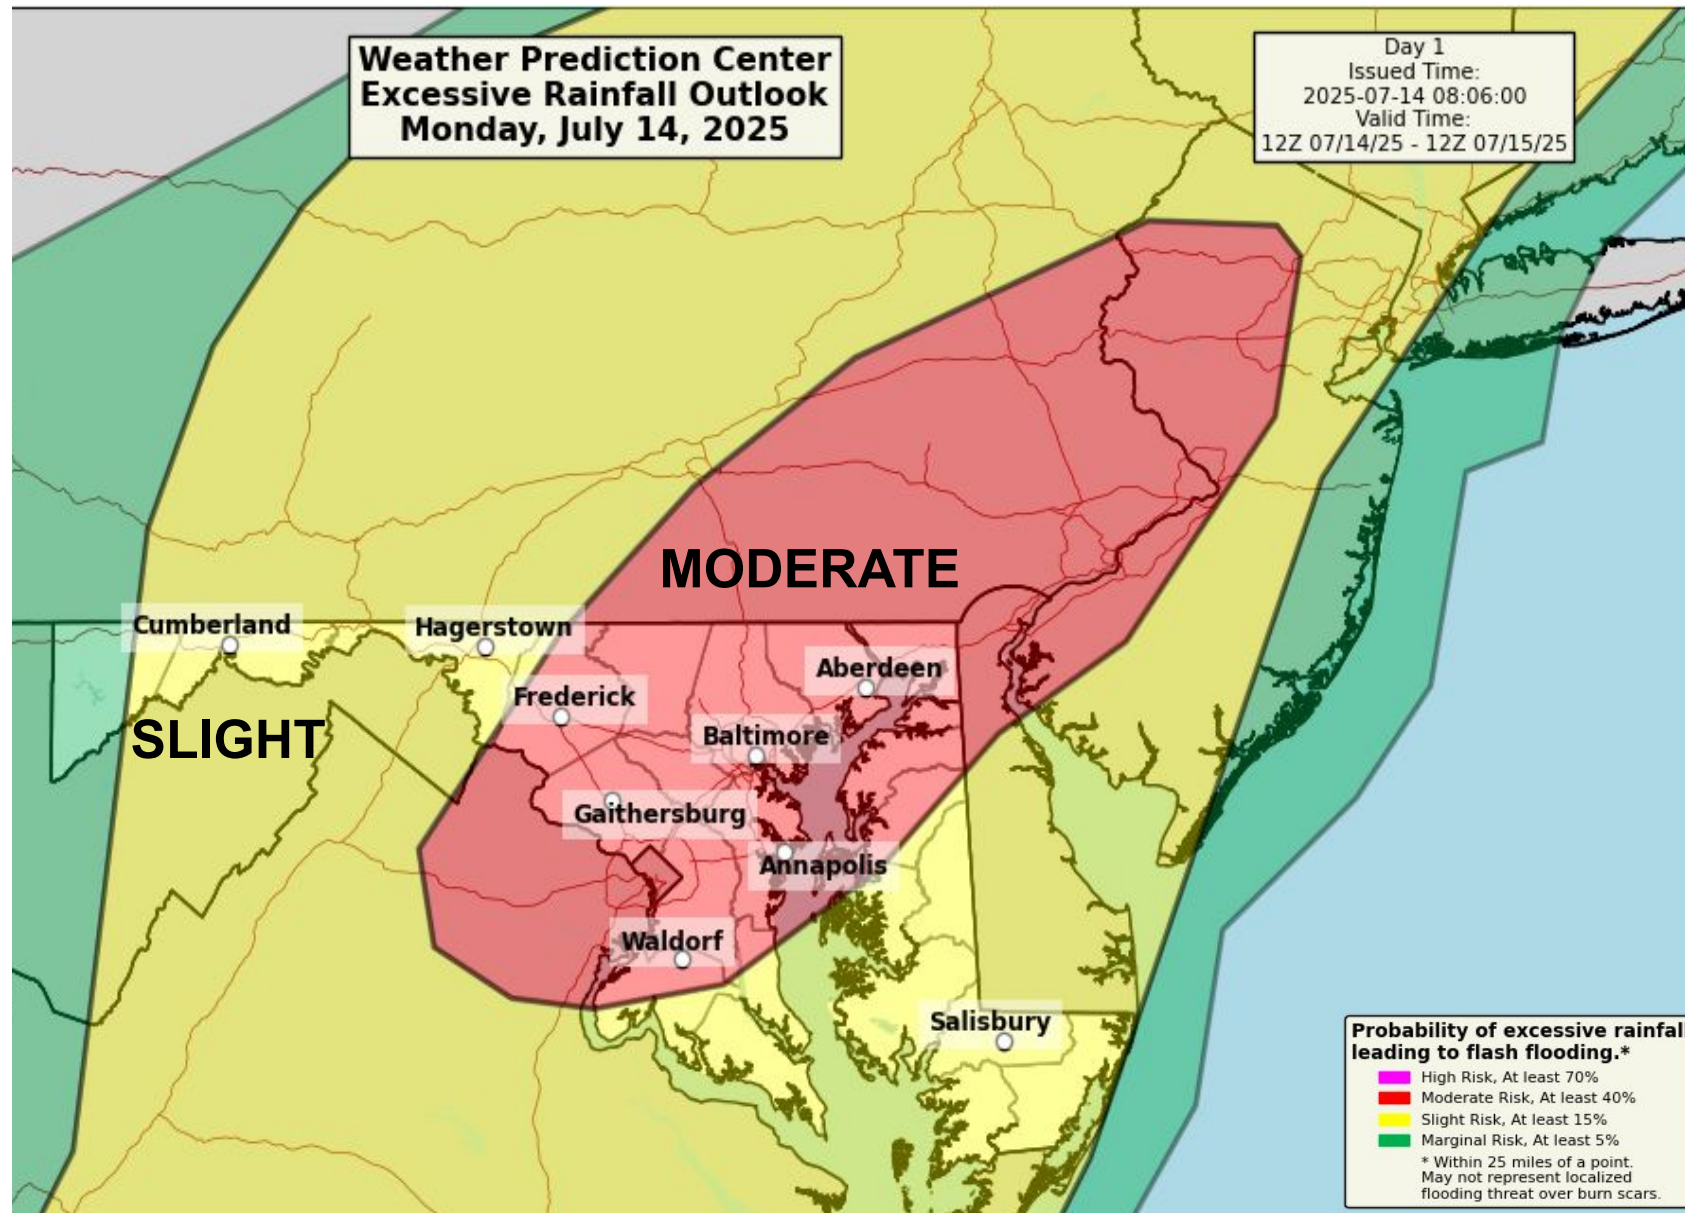 Weather Prediction Center
Excessive Rainfall Outlook
Monday, July 14, 2025
Day 1
Issued Time:
2025-07-14 08:06:00
Valid Time:
12Z 07/14/25 - 12Z 07/15/25
MODERATE
Cumberland
Hagerstown
Aberdeen
Frederick
SLIGHT
Baltimore
Gaithersburg
Annapolis
Waldorf
Salisbury
Probability of excessive rainfall
leading to flash flooding.*
High Risk, At least 70%
Moderate Risk, At least 40%
Slight Risk, At least 15%
Marginal Risk, At least 5%
* Within 25 miles of a point.
May not represent localized
flooding threat over burn scars.